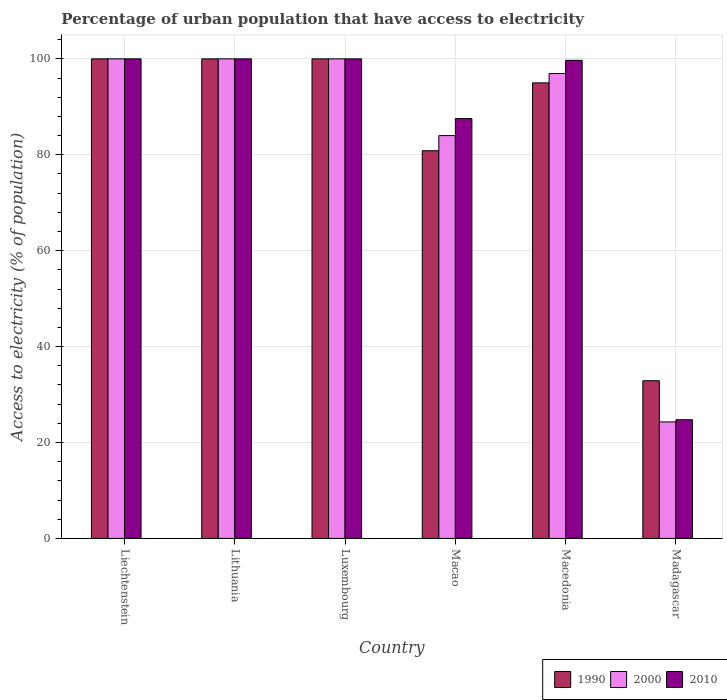 Percentage of urban population that have access to electricity
Access to electricity (% of population)
100
80
60
40
20
0
Liechtenstein
Lithuania
Luxembourg
Macao
Macedonia
Madagascar
Country
1990
2000
2010